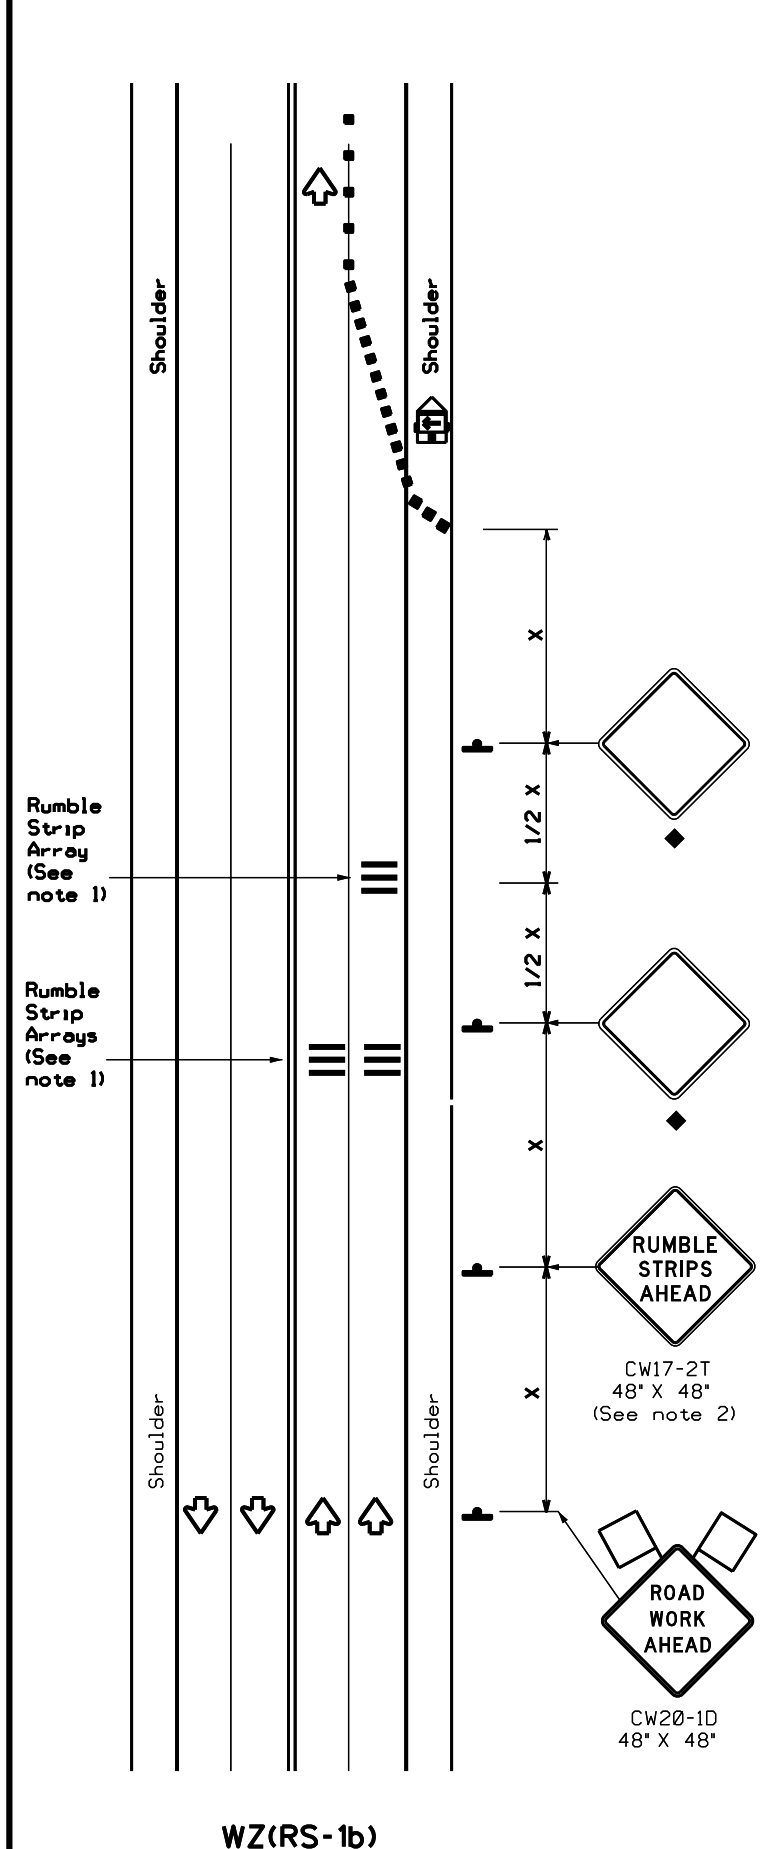 Shoulder
Shoulder
X
1/2 X
Rumble
Strip
Array
(See
note 1)
1/2 X
Rumble
Strip
Arrays
(See
note 1)
X
RUMBLE
STRIPS
AHEAD
CW17-2T
48" X 48"
(See note 2)
X
Shoulder
Shoulder
ROAD
WORK
AHEAD
CW20-1D
48" X 48"
WZ(RS-1b)